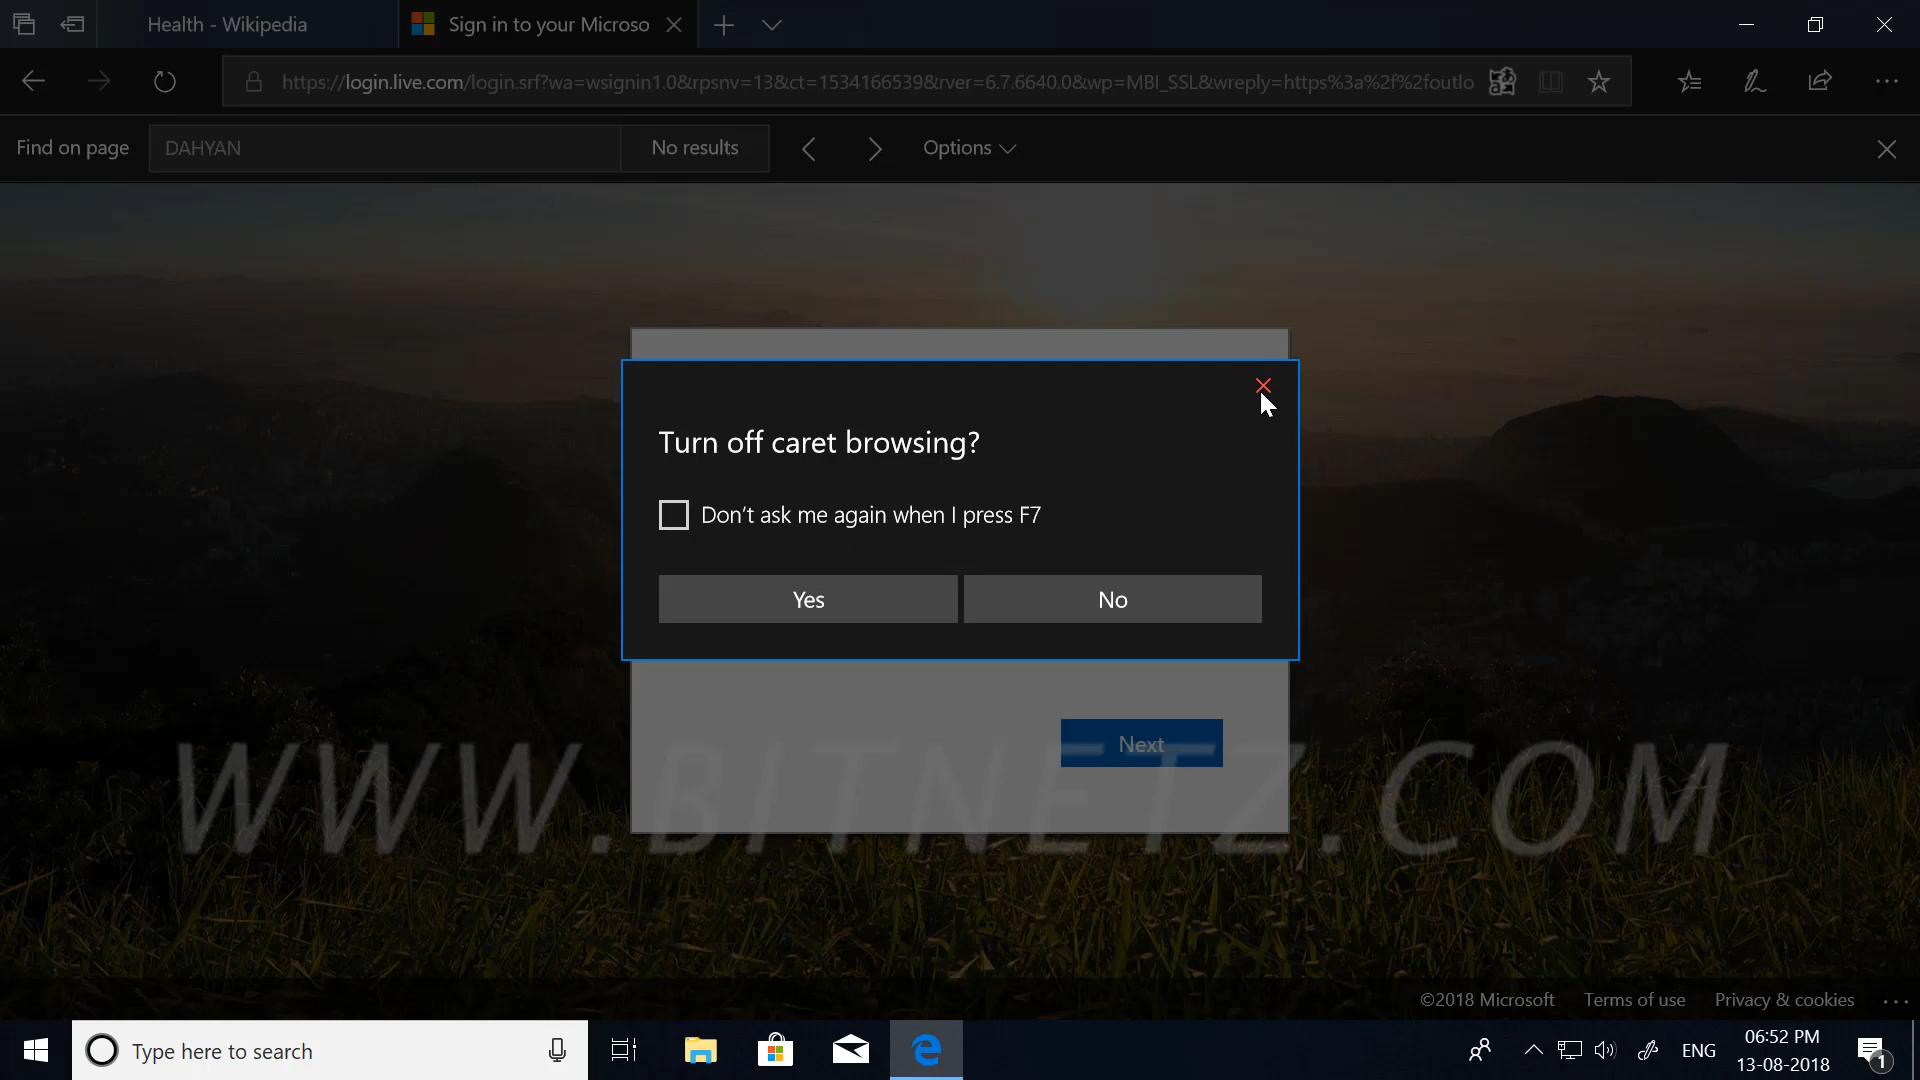 Health - Wikipedia
Sign in to your Microso
https://login.live.com/login.srf?wa=wsignin1.0&rpsnv=13&ct=1534166539&rver=6.7.6640.0&wp=MBI_SSL&wreply=https%3a%2f%2foutlo
Find on page
DAHYAN
No results
Options
Turn off caret browsing?
Don't ask me again when I press F7
Yes
No
Next
WWW.BITNETZ.COM
©2018 Microsoft
Terms of use
Privacy & cookies
Type here to search
ENG
06:52 PM
13-08-2018
1